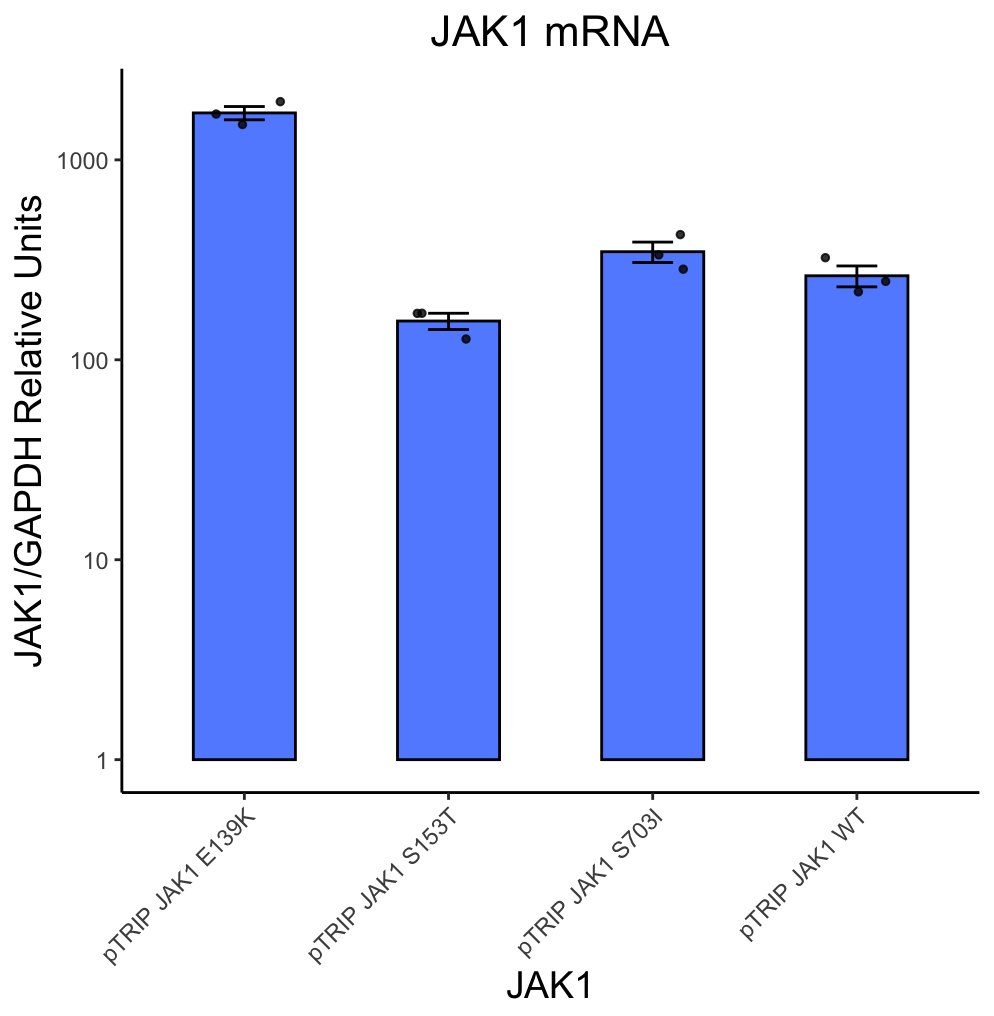 JAK1 mRNA
JAK1/GAPDH Relative Units
1000
100
10
1
pTRIP JAK1 E139K
pTRIP JAK1 S153T
pTRIP JAK1 S703I
pTRIP JAK1 WT
JAK1